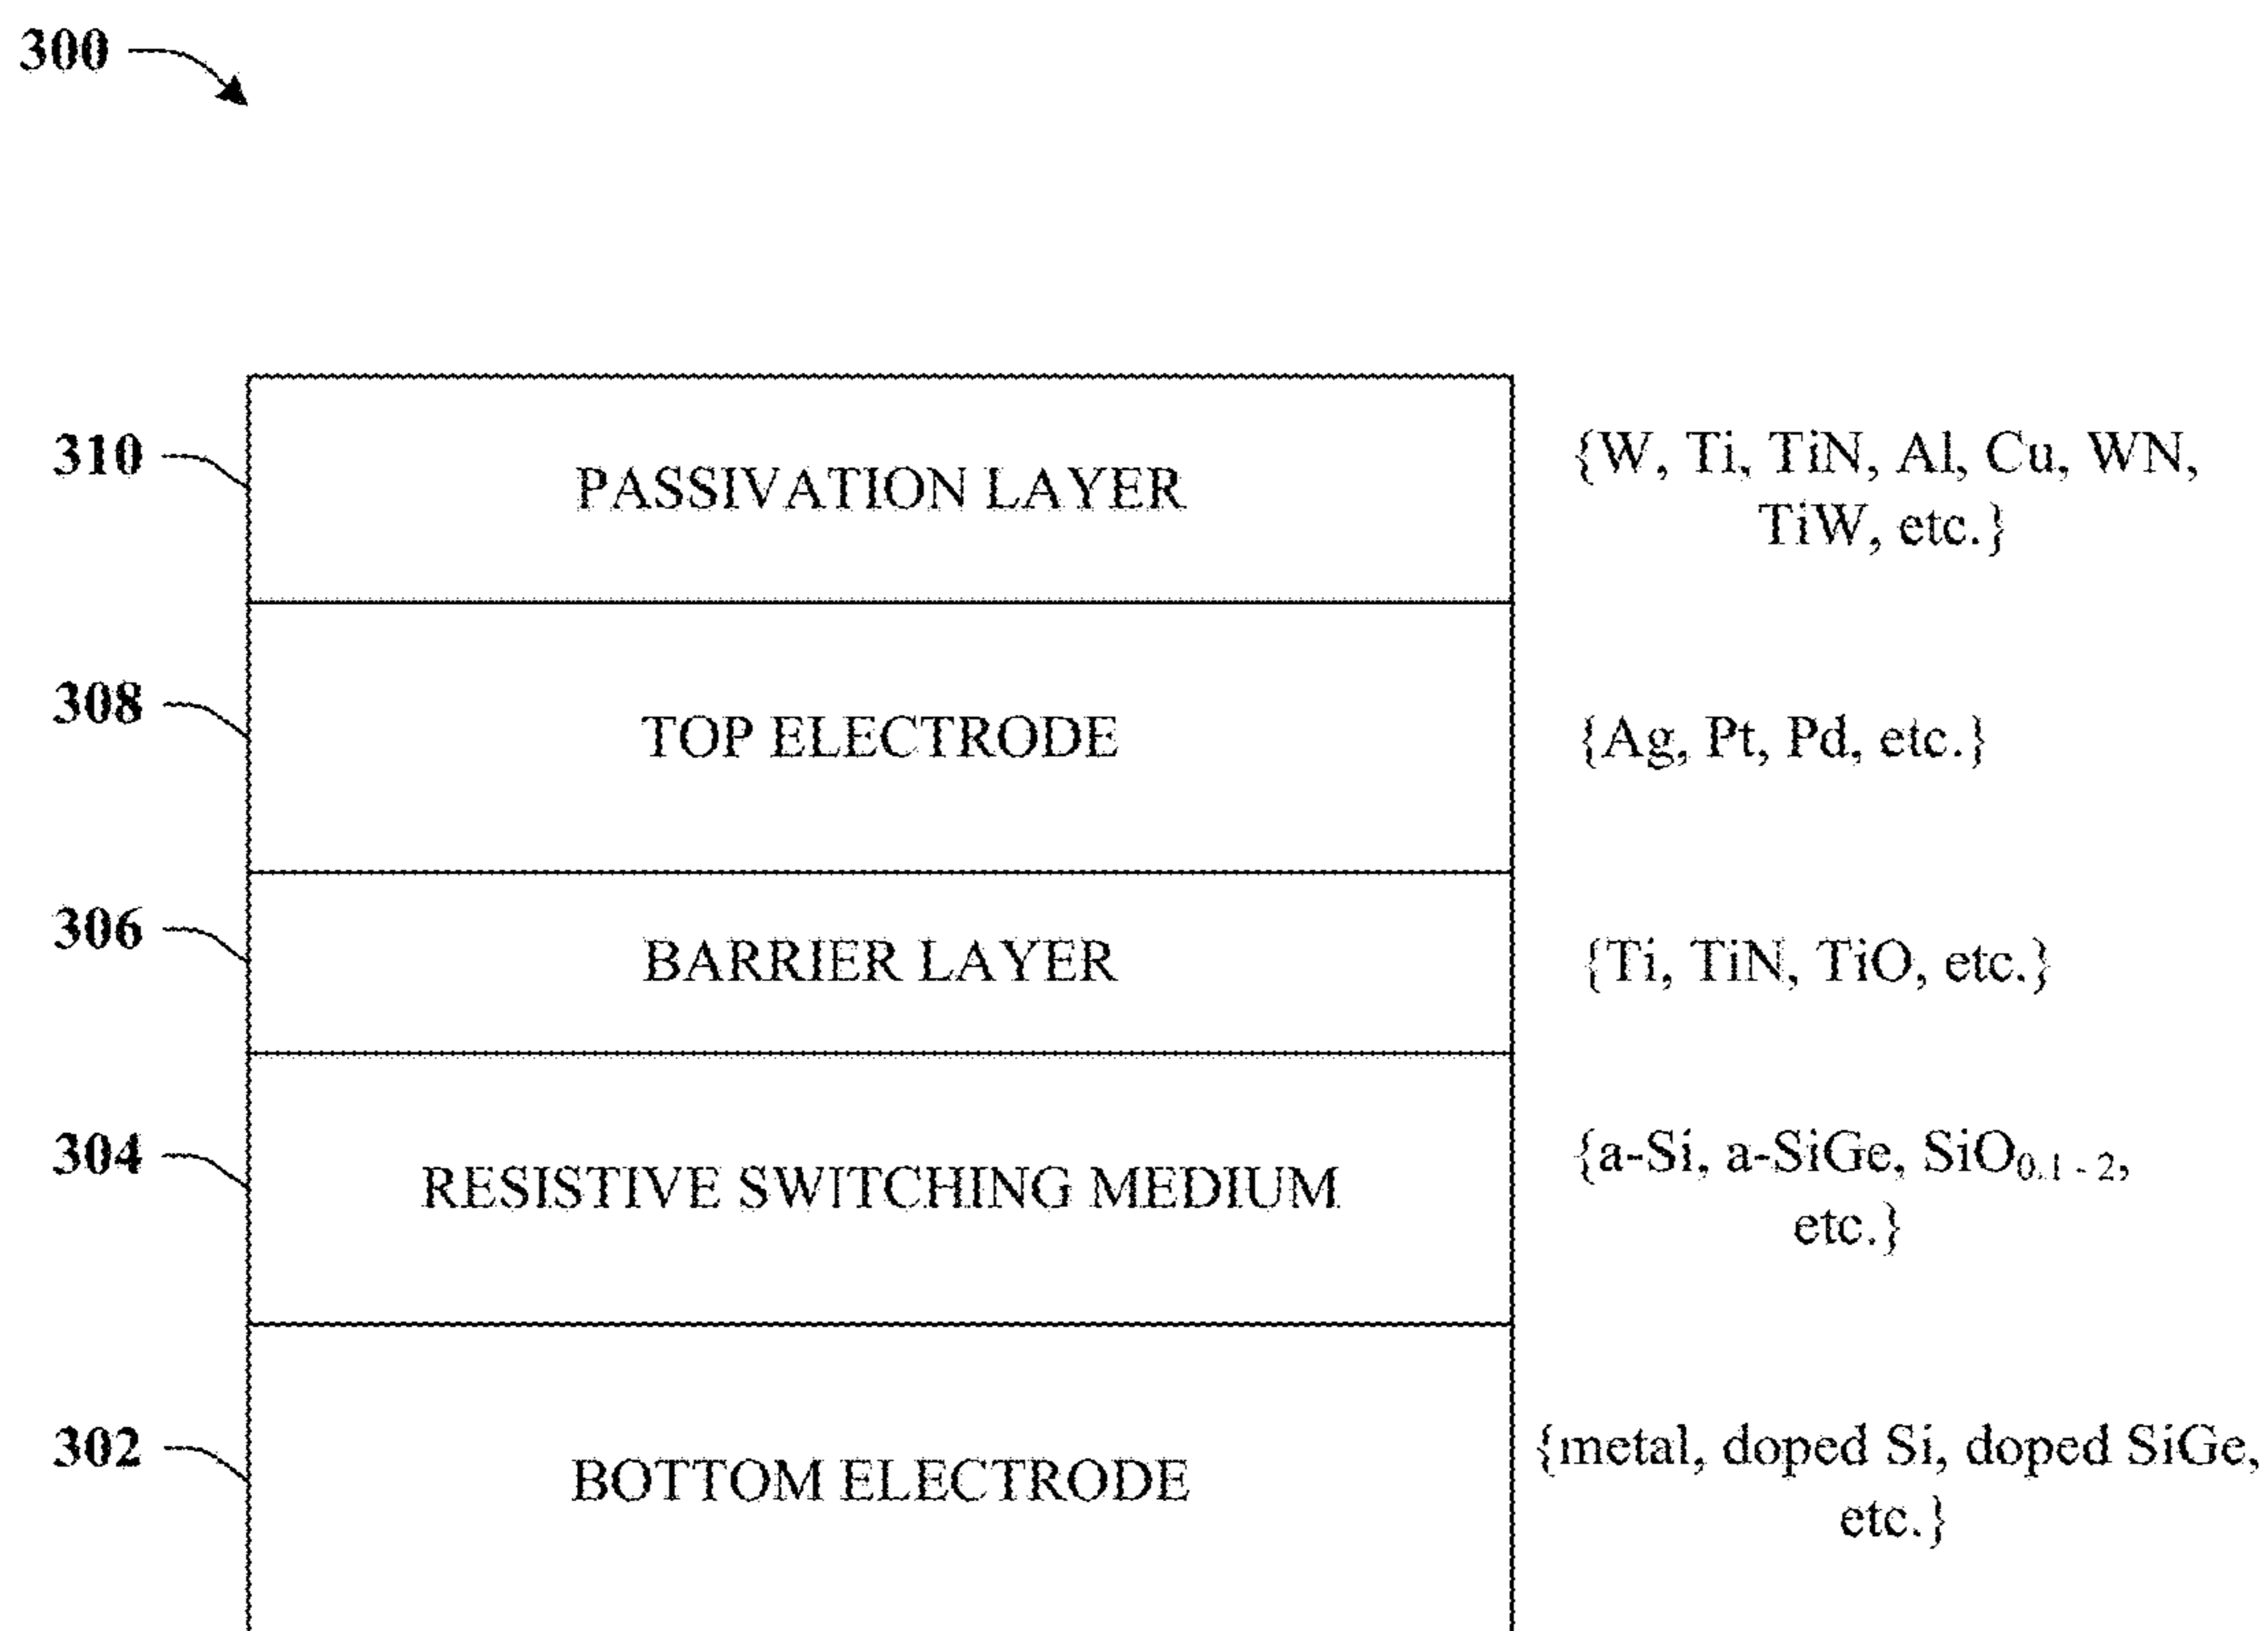 300
310
PASSIVATION LAYER
{W, Ti, TiN, Al, Cu, WN,
TiW, etc.}
308
TOP ELECTRODE
{Ag, Pt, Pd, etc.}
306
BARRIER LAYER
{Ti, TiN, TiO, etc.}
304
RESISTIVE SWITCHING MEDIUM
{a-Si, a-SiGe, SiO₀.₁ - ₂,
etc.}
302
BOTTOM ELECTRODE
{metal, doped Si, doped SiGe,
etc.}